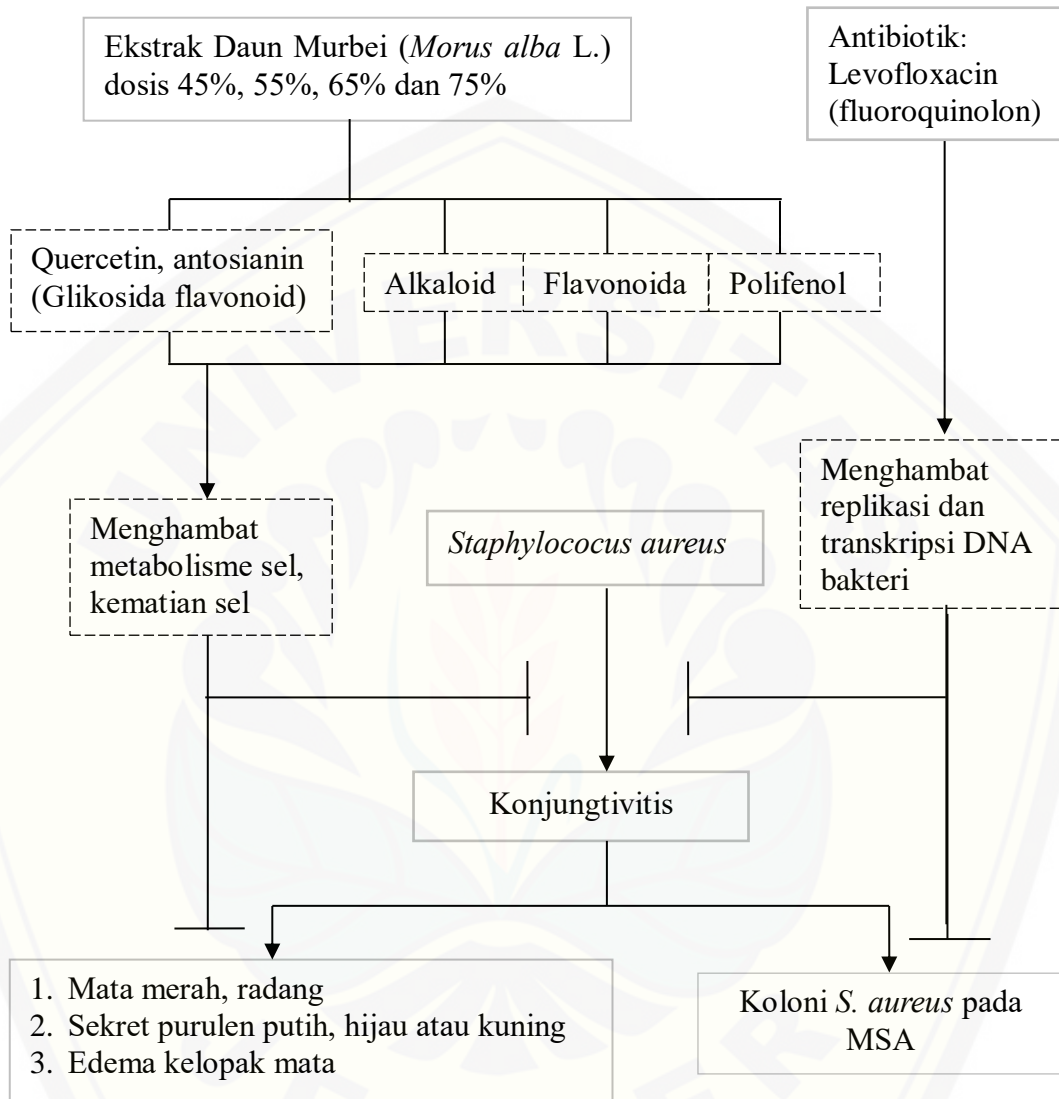 Ekstrak Daun Murbei (Morus alba L.)
dosis 45%, 55%, 65% dan 75%
Antibiotik:
Levofloxacin
(fluoroquinolon)
Quercetin, antosianin
(Glikosida flavonoid)
Alkaloid
Flavonoida
Polifenol
Menghambat
metabolisme sel,
kematian sel
Staphylococus aureus
Menghambat
replikasi dan
transkripsi DNA
bakteri
Konjungtivitis
1. Mata merah, radang
2. Sekret purulen putih, hijau atau kuning
3. Edema kelopak mata
Koloni S. aureus pada
MSA